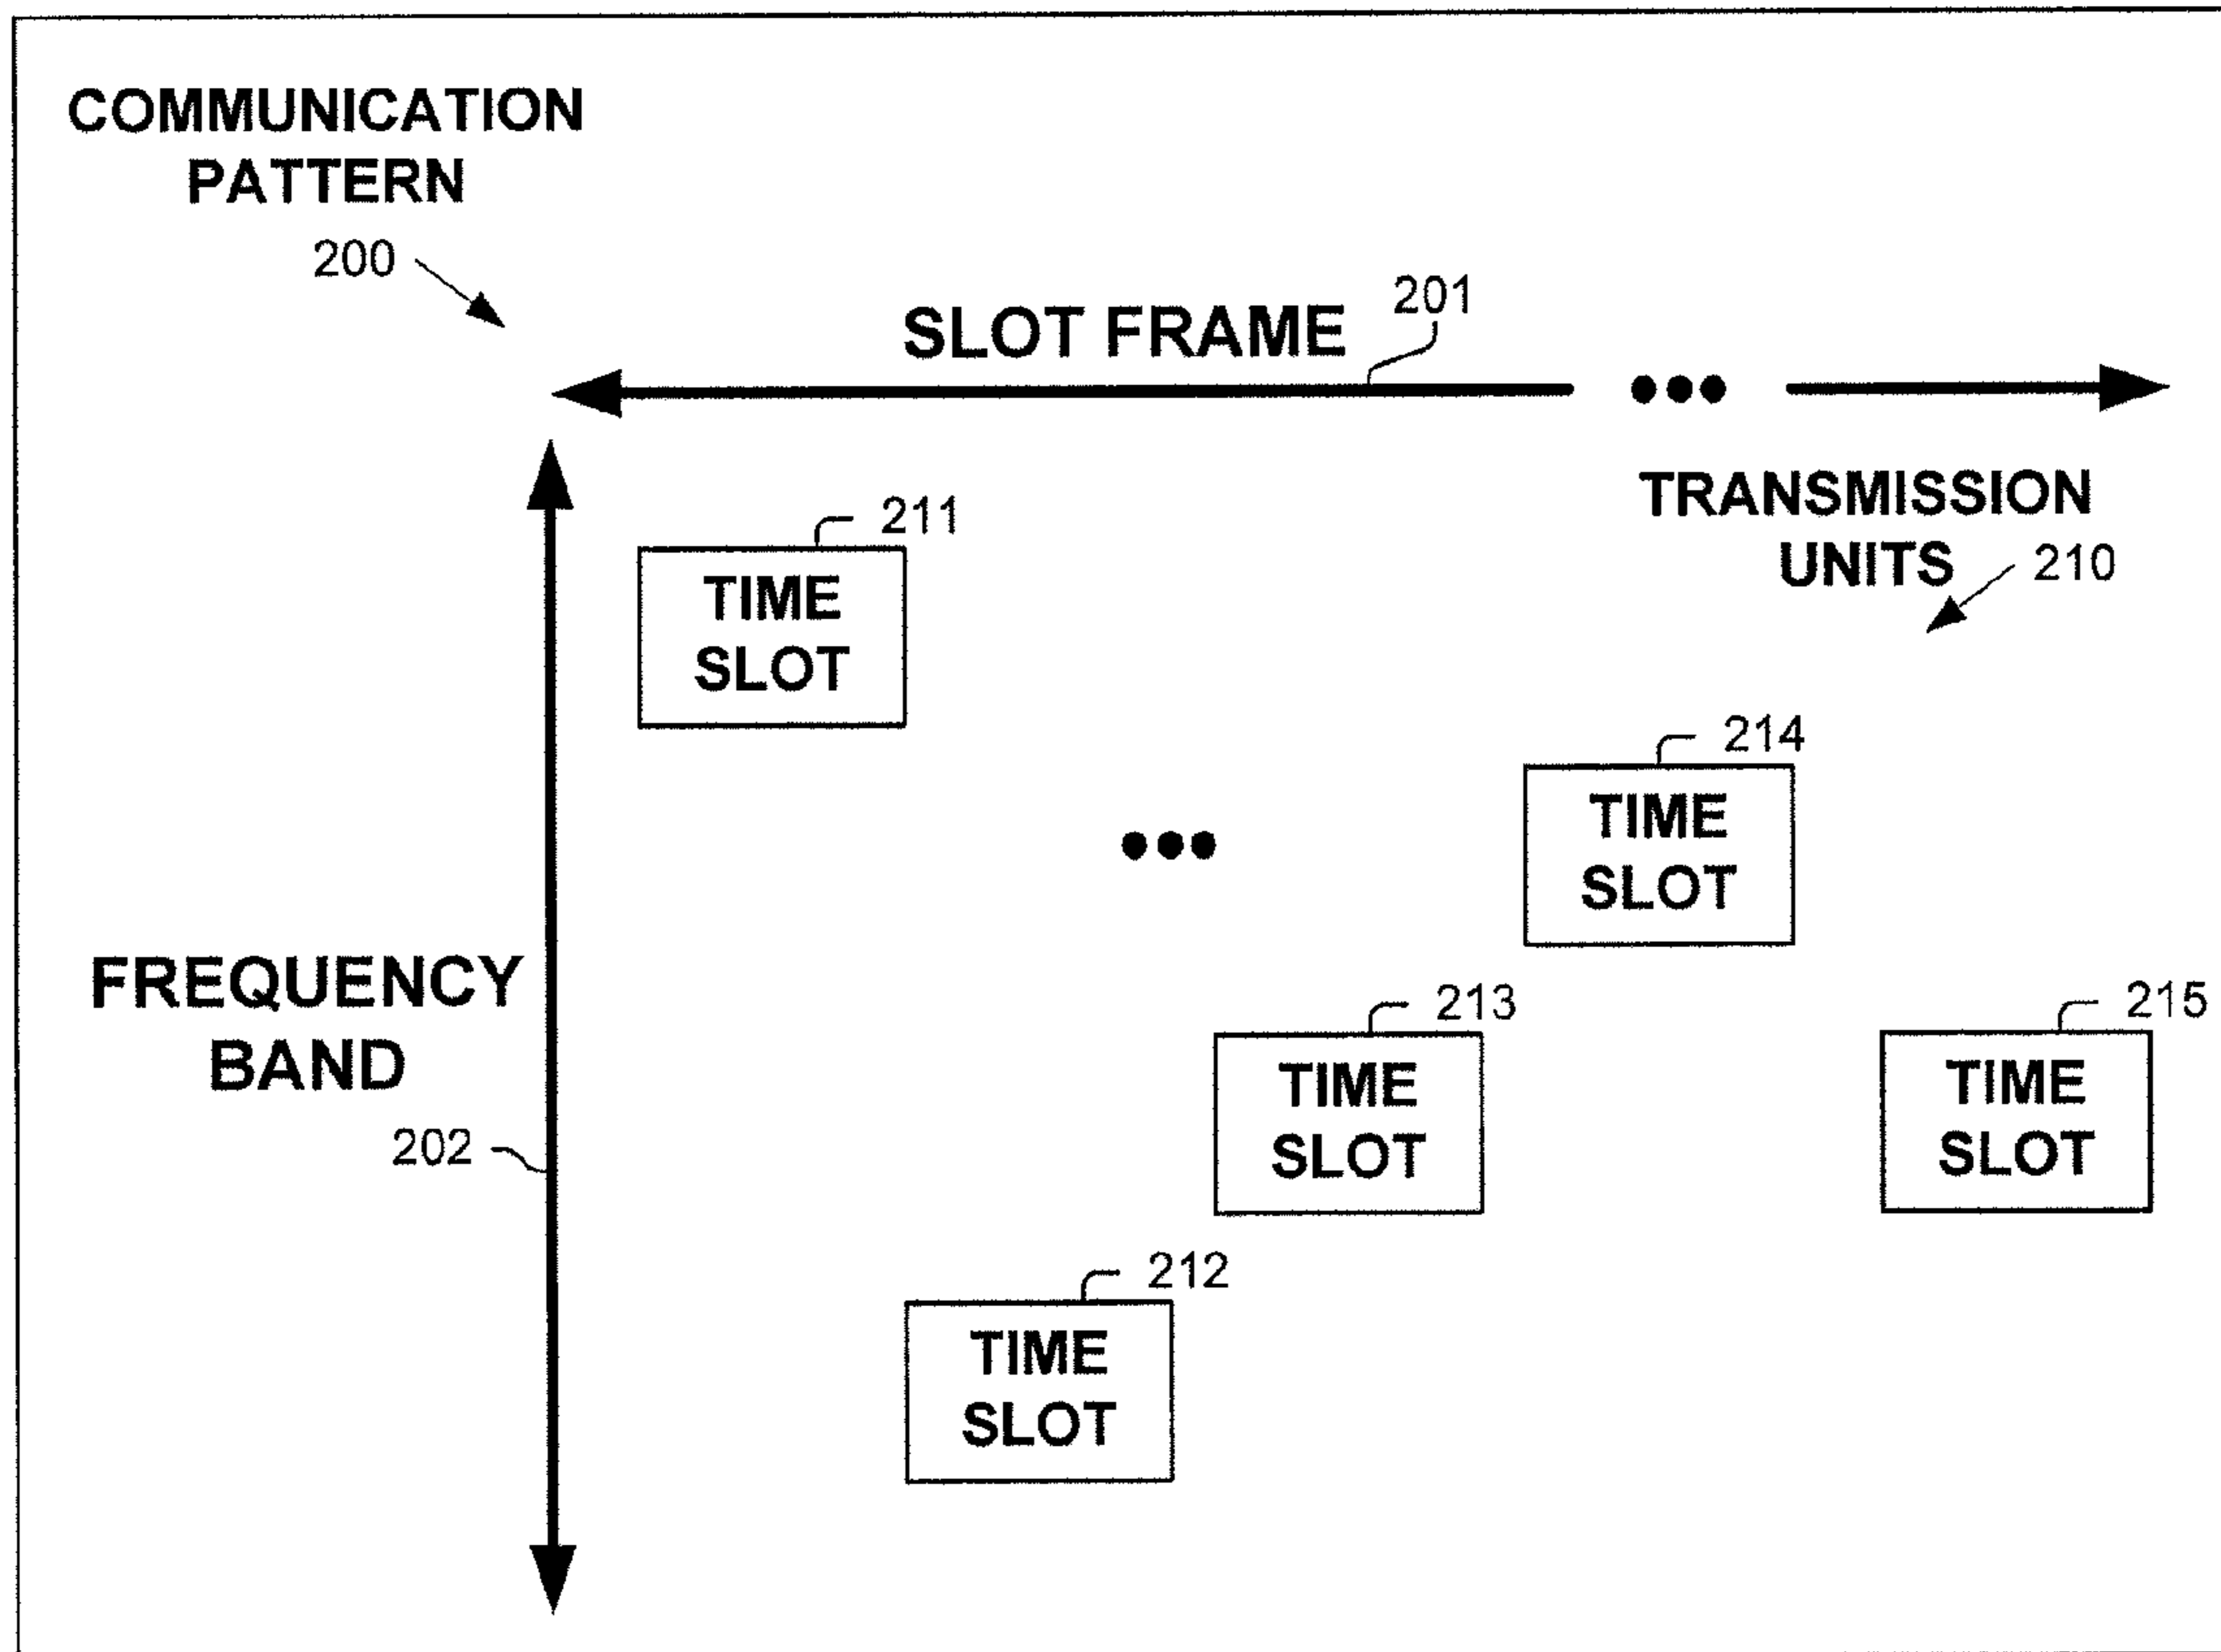 COMMUNICATION
PATTERN
200
SLOT FRAME
201
TRANSMISSION
UNITS
210
211
TIME
SLOT
214
TIME
SLOT
FREQUENCY
BAND
202
213
TIME
SLOT
215
TIME
SLOT
212
TIME
SLOT